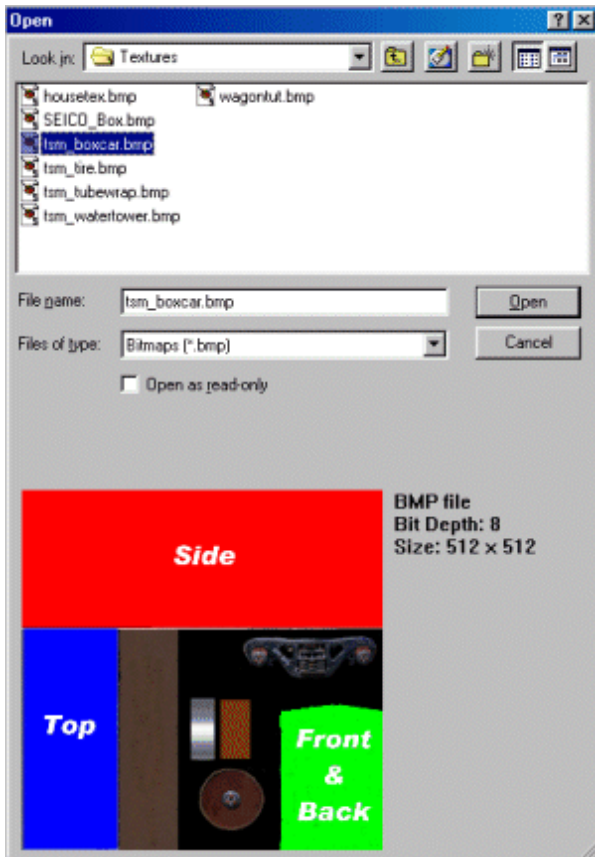 Open
Look in: Textures
housetex.bmp
wagontut.bmp
SEICO_Box.bmp
tsm_boxcar.bmp
tsm_tire.bmp
tsm_tubewrap.bmp
tsm_watertower.bmp
File name: tsm_boxcar.bmp
Open
Files of type: Bitmaps (*.bmp)
Cancel
Open as read-only
BMP file
Bit Depth: 8
Size: 512 x 512
Side
Top
Front
&
Back